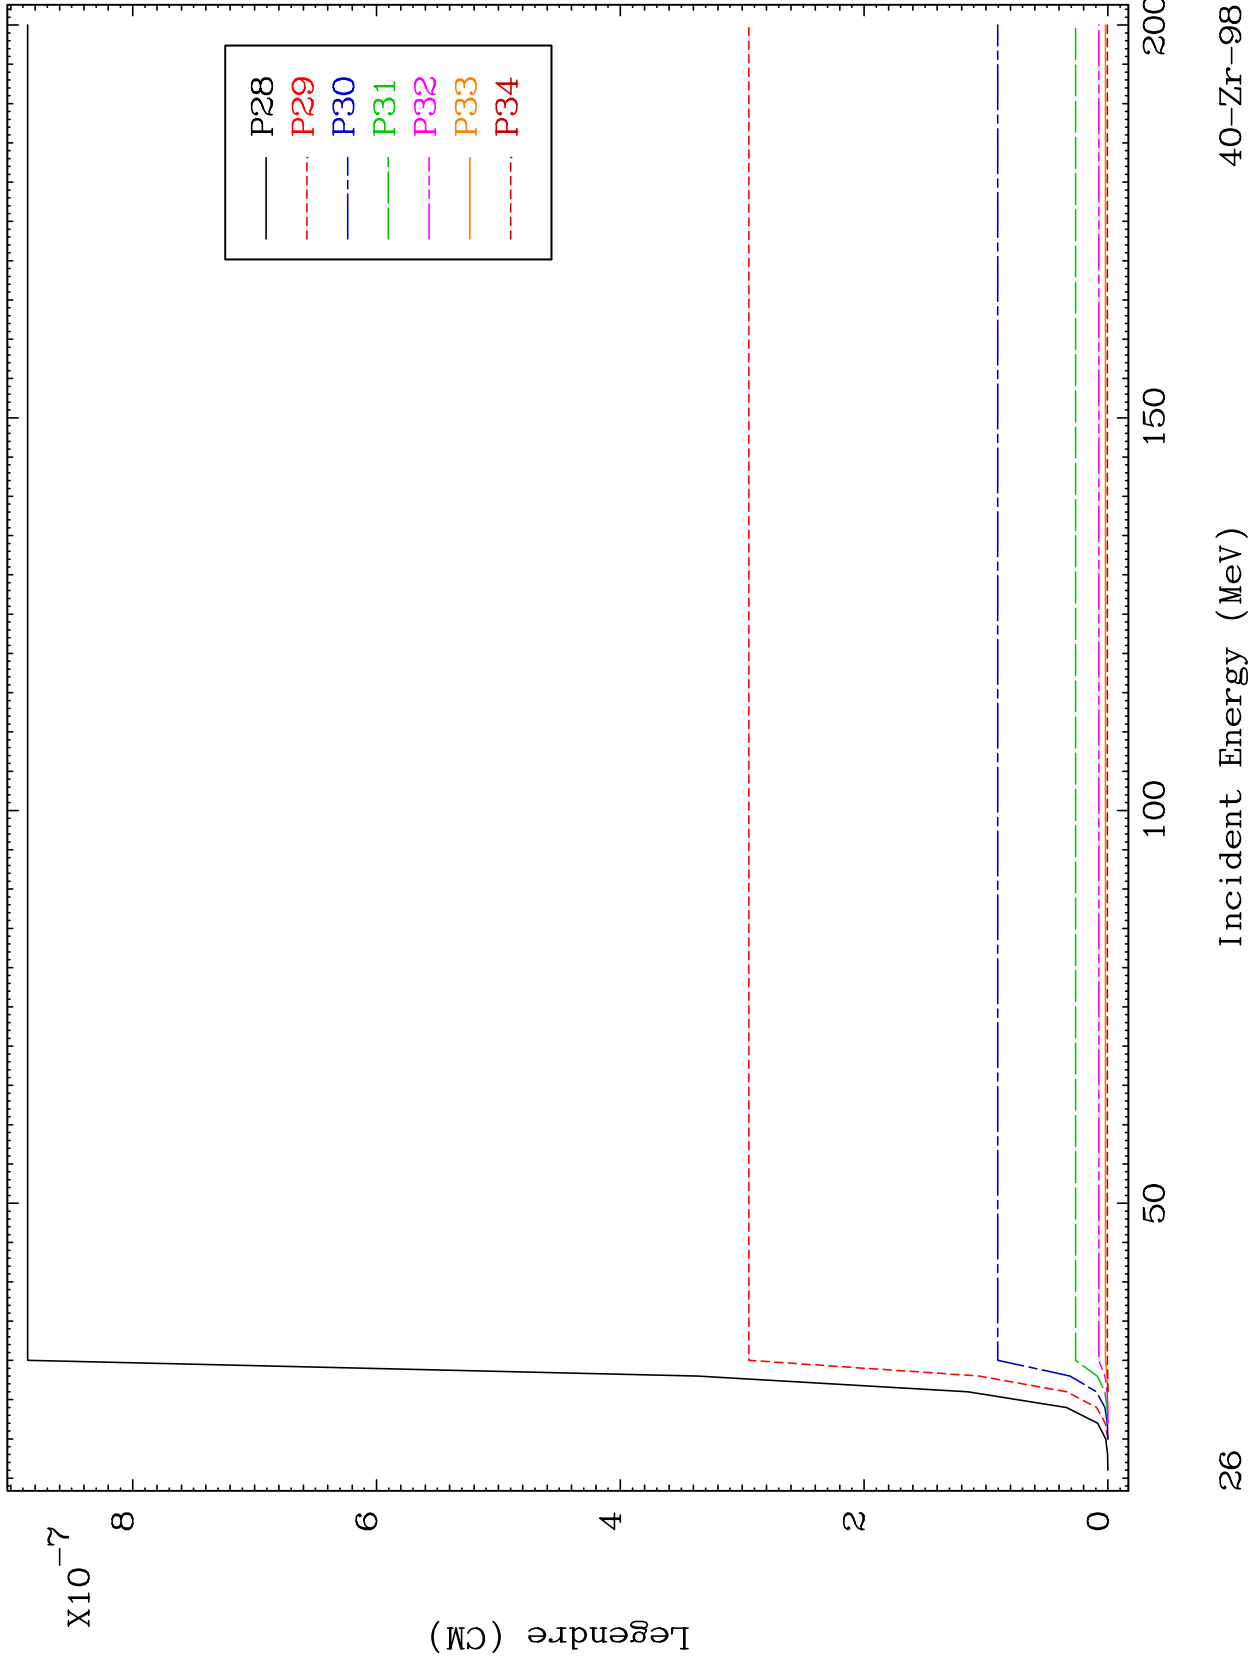 X10-7
8
6
4
2
0
Legendre (CM)
P28
P29
P30
P31
P32
P33
P34
50
100
150
200
Incident Energy (MeV)
26
40-Zr-98